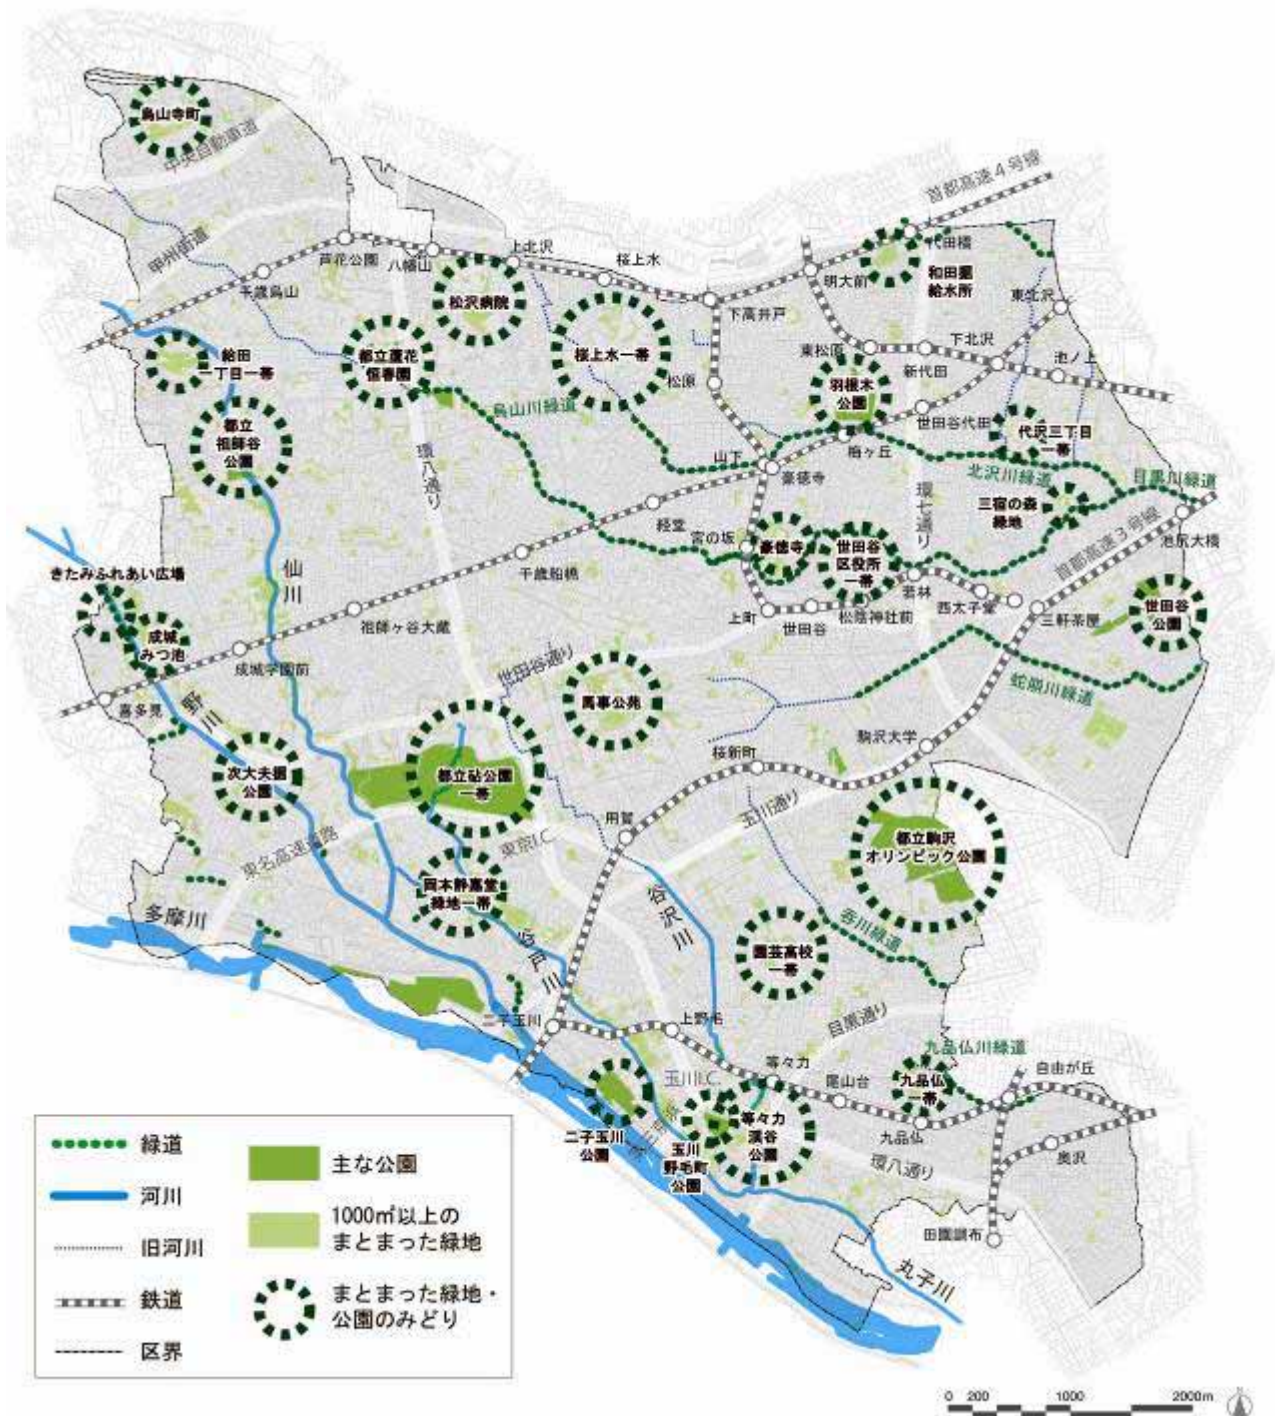 烏山寺町
中央自動車道
首都高速4号線
甲州街道
芦花公園
八幡山
上北沢
桜上水
代田橋
和田堀
給水所
明大前
千歳烏山
松沢病院
下高井戸
東北沢
給田
一丁目一帯
都立蘆花
恒春園
桜上水一帯
松原
東松原
下北沢
新代田
池ノ上
羽根木
公園
烏山川緑道
世田谷代田
代沢三丁目
一帯
都立
祖師谷
公園
環八通り
山下
梅ヶ丘
豪徳寺
北沢川緑道
目黒川緑道
環七通り
三宿の森
緑地
経堂
宮の坂
豪徳寺
世田谷
区役所
一帯
首都高速3号線
池尻大橋
仙川
千歳船橋
若林
西太子堂
きたみふれあい広場
成城
みつ池
祖師ヶ谷大蔵
上町
世田谷
松陰神社前
三軒茶屋
世田谷
公園
成城学園前
世田谷通り
蛇崩川緑道
喜多見
野川
馬事公苑
駒沢大学
桜新町
次大夫堀
公園
都立砧公園
一帯
用賀
玉川通り
東京I.C.
東名高速道路
都立駒沢
オリンピック公園
岡本静嘉堂
緑地一帯
谷沢川
多摩川
谷戸川
呑川緑道
園芸高校
一帯
二子玉川
上野毛
目黒通り
九品仏川緑道
自由が丘
玉川I.C.
等々力
尾山台
九品仏
一帯
等々力
渓谷
公園
二子玉川
公園
玉川
野毛町
公園
九品仏
環八通り
奥沢
田園調布
丸子川
緑道
河川
旧河川
鉄道
区界
主な公園
1000㎡以上の
まとまった緑地
まとまった緑地・
公園のみどり
0 200 1000 2000m